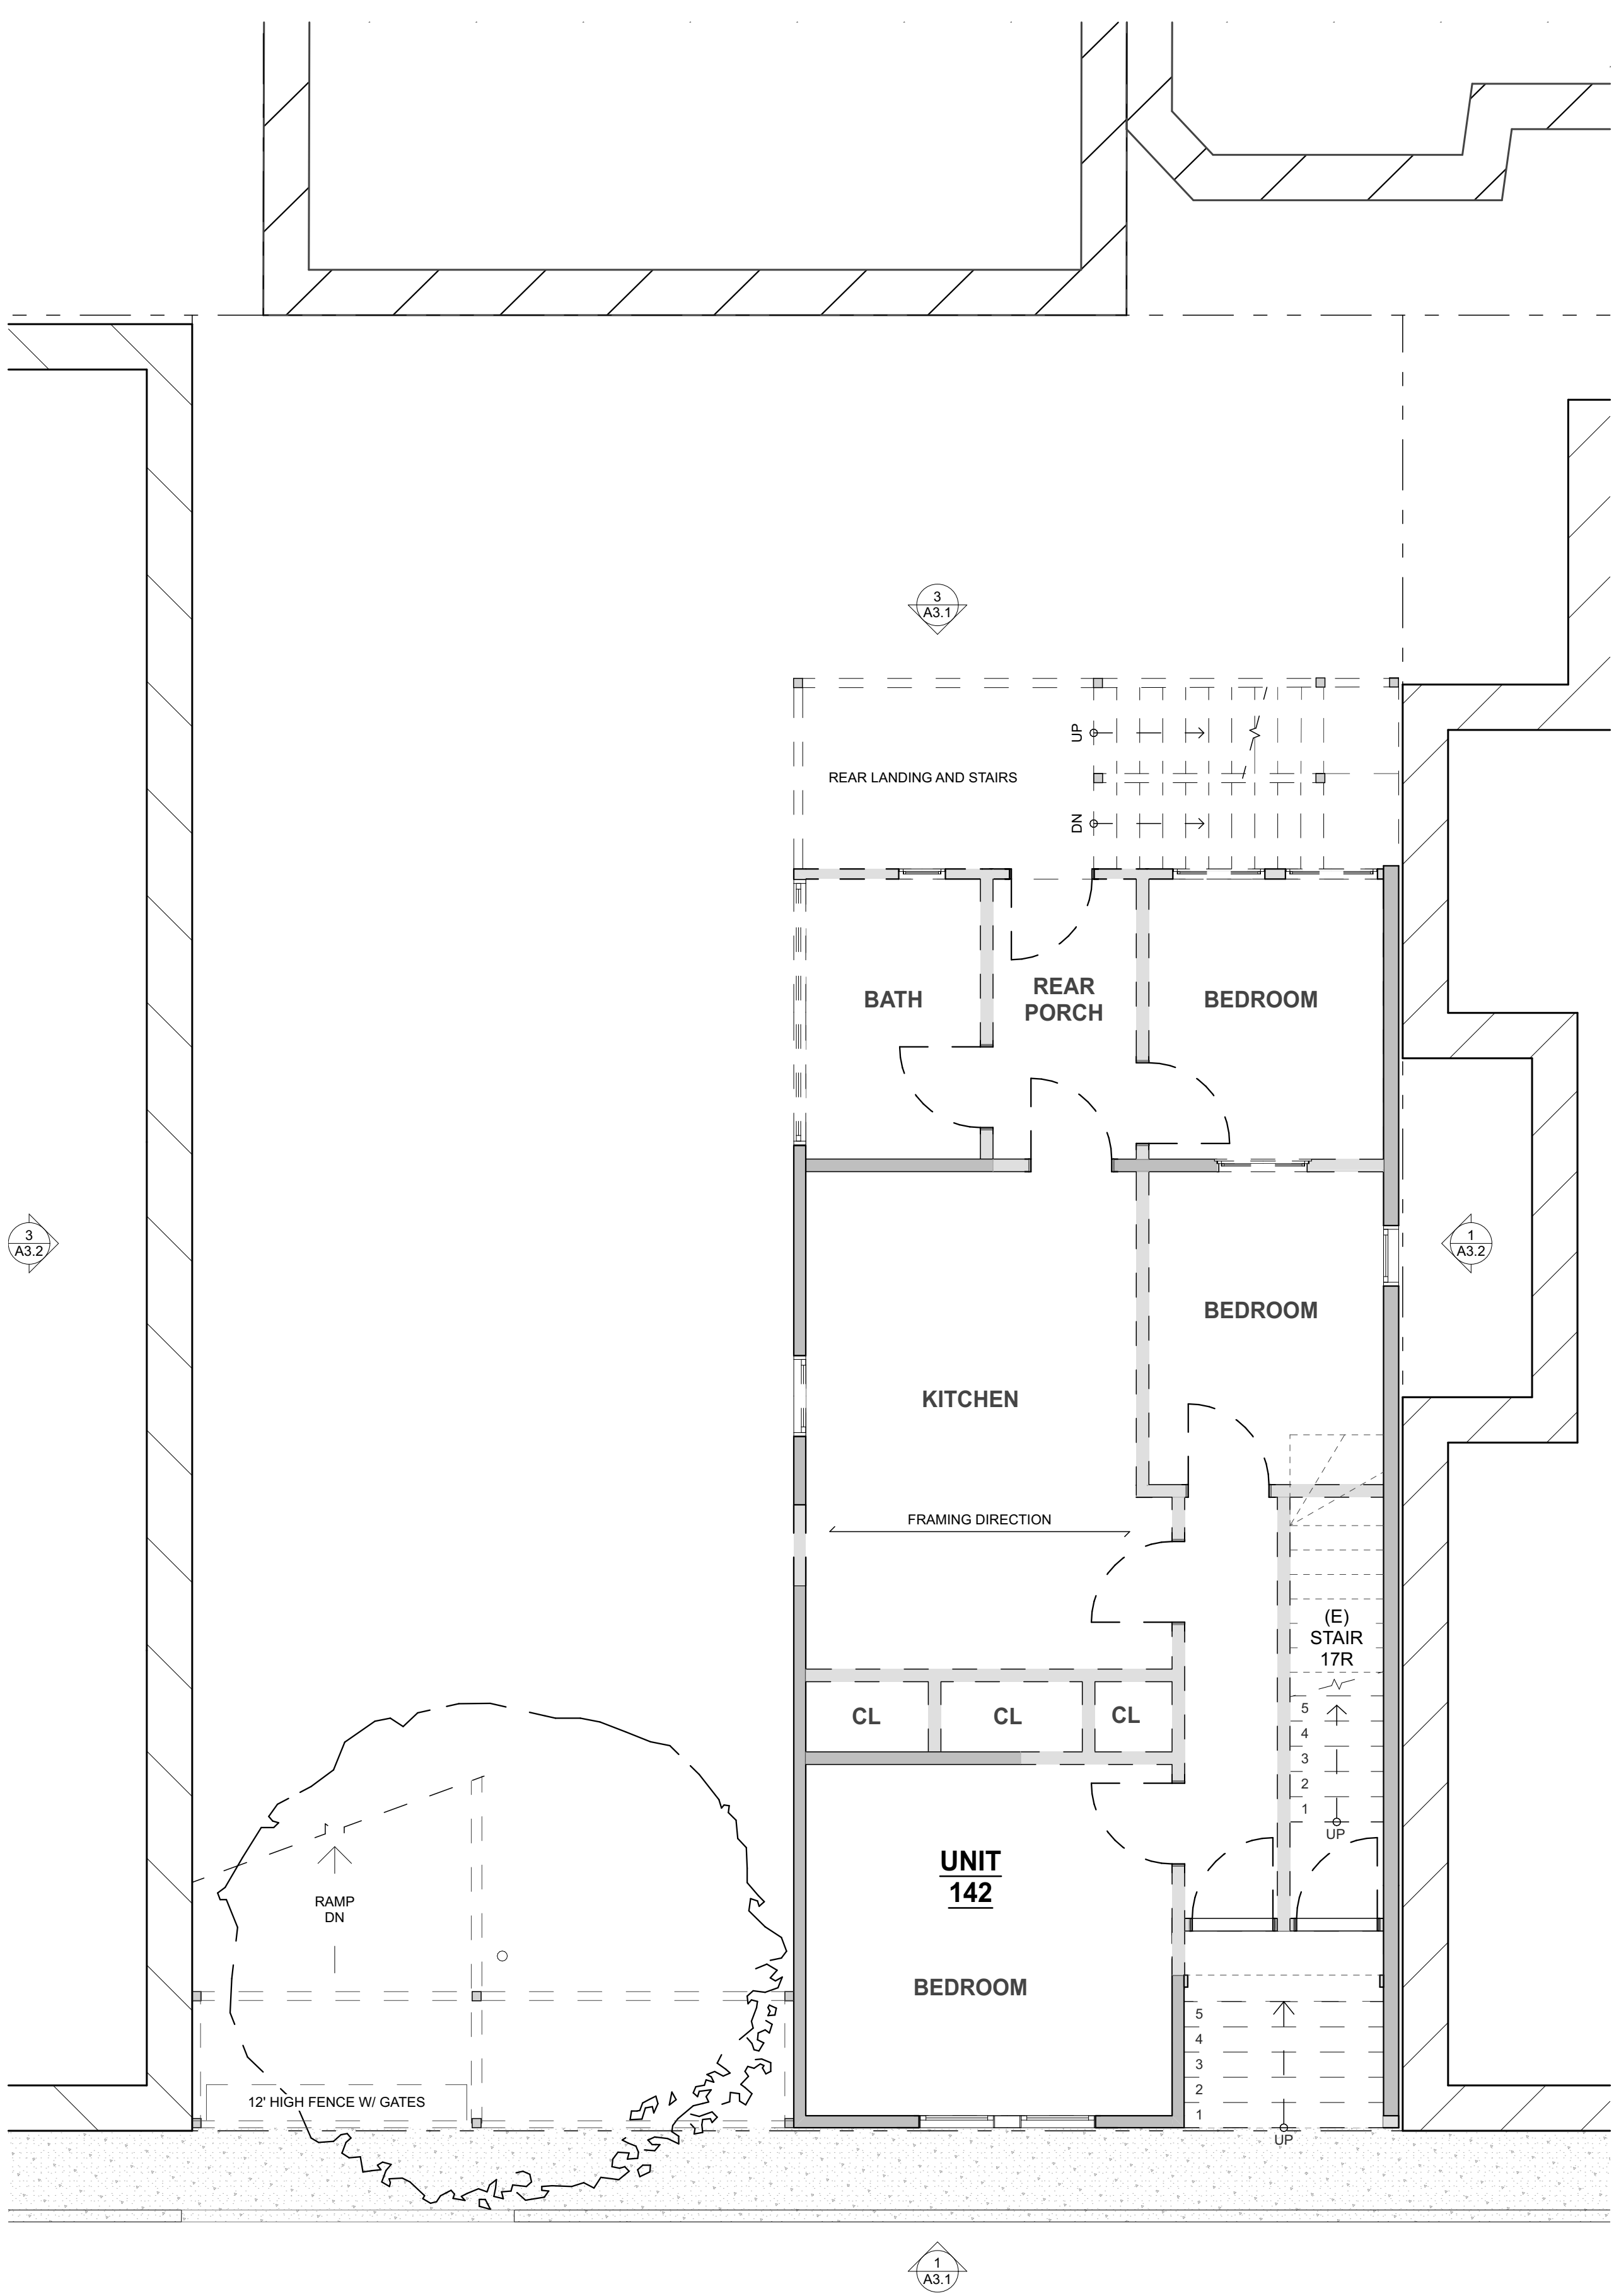 3
A3.1
UP
REAR LANDING AND STAIRS
DN
BATH
REAR
PORCH
BEDROOM
3
A3.2
1
A3.2
BEDROOM
KITCHEN
FRAMING DIRECTION
(E)
STAIR
17R
CL
CL
CL
5
4
3
2
1
UP
UNIT
142
RAMP
DN
BEDROOM
5
4
3
2
1
UP
12' HIGH FENCE W/ GATES
1
A3.1